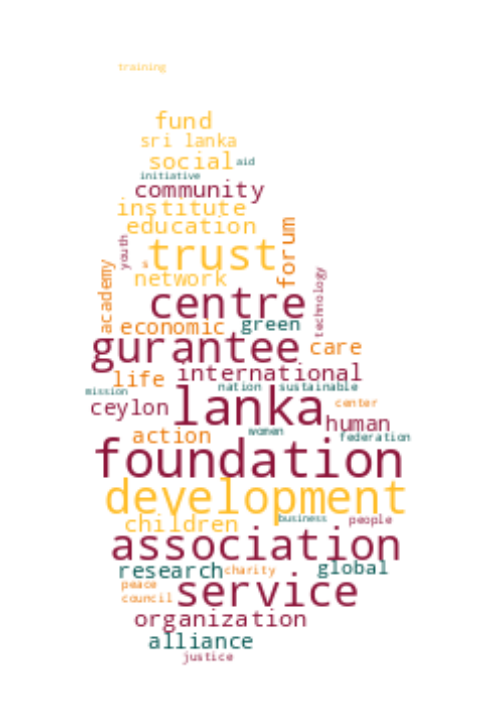 training
fund
sri lanka
social aid
initiative
community
institute
education
forum
youth
trust
s
network
academy
technology
centre
economic green
gurantee care
international
life
nation sustainable
mission
lanka
center
ceylon
human
women
action
federation
foundation
development
business people
children
association
research charity global
peace
service
council
organization
alliance
justice